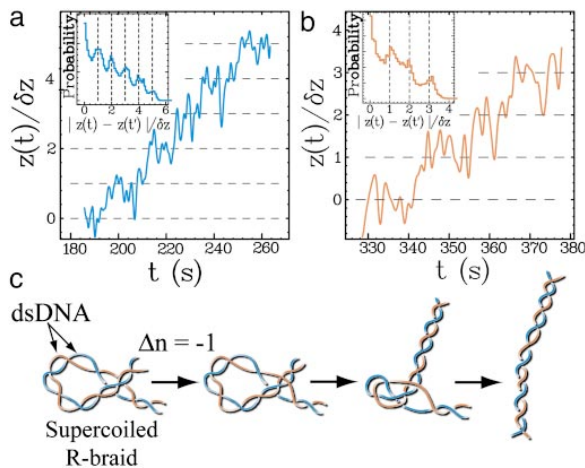 a
Probability
0 2 4 6
| z(t) − z(t') |/δz
z(t)/δz
4
2
0
180 200 220 240 260
t (s)
b
Probability
0 1 2 3 4
| z(t) − z(t') |/δz
z(t)/δz
4
3
2
1
0
330 340 350 360 370 380
t (s)
c
dsDNA
Δn = -1
Supercoiled
R-braid